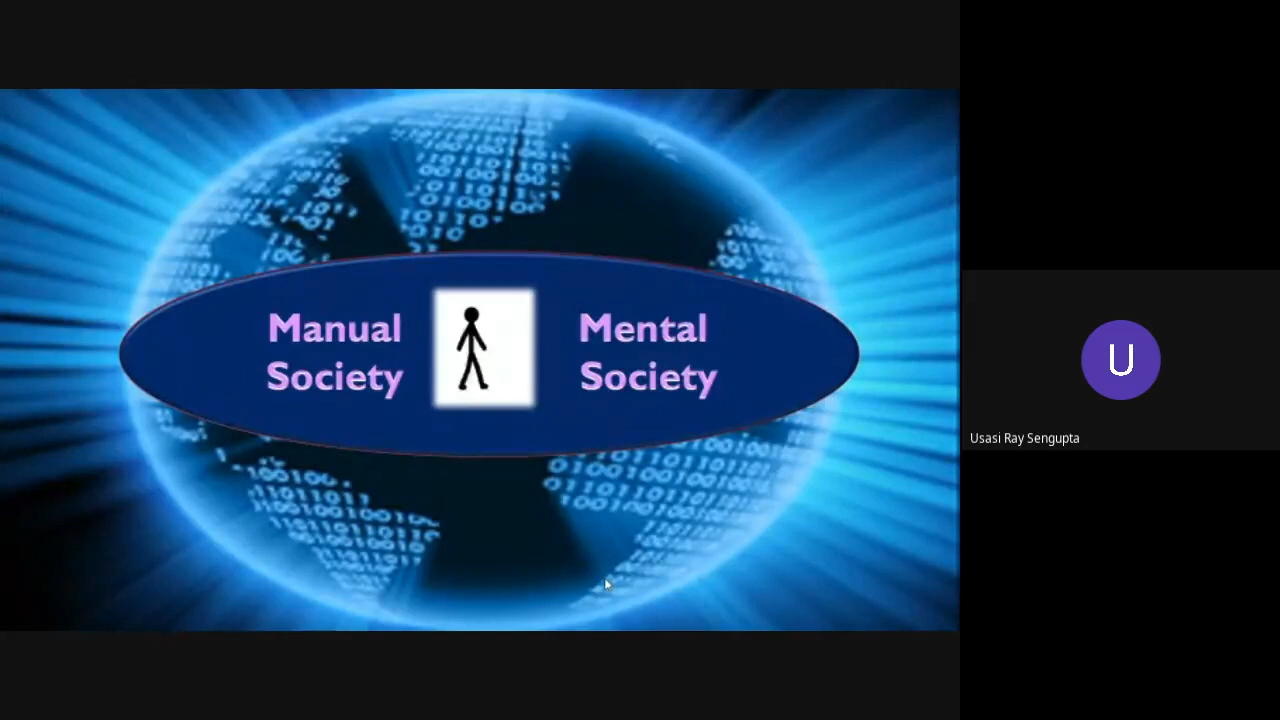 Manual
Society
Mental
Society
U
Usasi Ray Sengupta